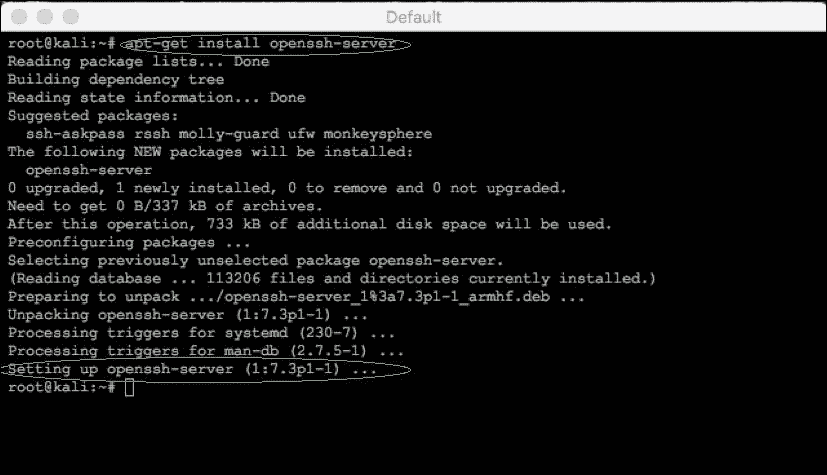 Default
root@kali:~# apt-get install openssh-server
Reading package lists... Done
Building dependency tree
Reading state information... Done
Suggested packages:
  ssh-askpass rssh molly-guard ufw monkeysphere
The following NEW packages will be installed:
  openssh-server
0 upgraded, 1 newly installed, 0 to remove and 0 not upgraded.
Need to get 0 B/337 kB of archives.
After this operation, 733 kB of additional disk space will be used.
Preconfiguring packages ...
Selecting previously unselected package openssh-server.
(Reading database ... 113206 files and directories currently installed.)
Preparing to unpack .../openssh-server_1%3a7.3p1-1_armhf.deb ...
Unpacking openssh-server (1:7.3p1-1) ...
Processing triggers for systemd (230-7) ...
Processing triggers for man-db (2.7.5-1) ...
Setting up openssh-server (1:7.3p1-1) ...
root@kali:~#